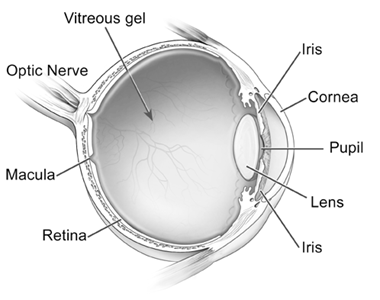 Vitreous gel
Optic Nerve
Macula
Retina
Iris
Cornea
Pupil
Lens
Iris